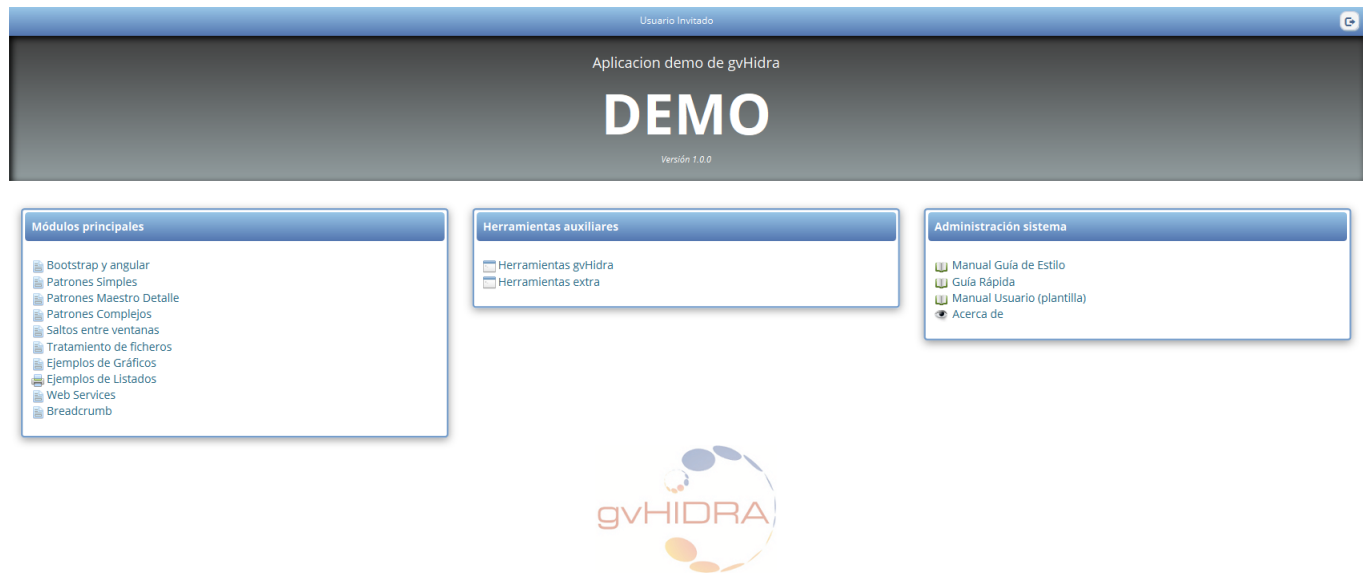 Usuario Invitado
Aplicacion demo de gvHidra
DEMO
Versión 1.0.0
Módulos principales
Bootstrap y angular
Patrones Simples
Patrones Maestro Detalle
Patrones Complejos
Saltos entre ventanas
Tratamiento de ficheros
Ejemplos de Gráficos
Ejemplos de Listados
Web Services
Breadcrumb
Herramientas auxiliares
Herramientas gvHidra
Herramientas extra
Administración sistema
Manual Guía de Estilo
Guía Rápida
Manual Usuario (plantilla)
Acerca de
gvHIDRA